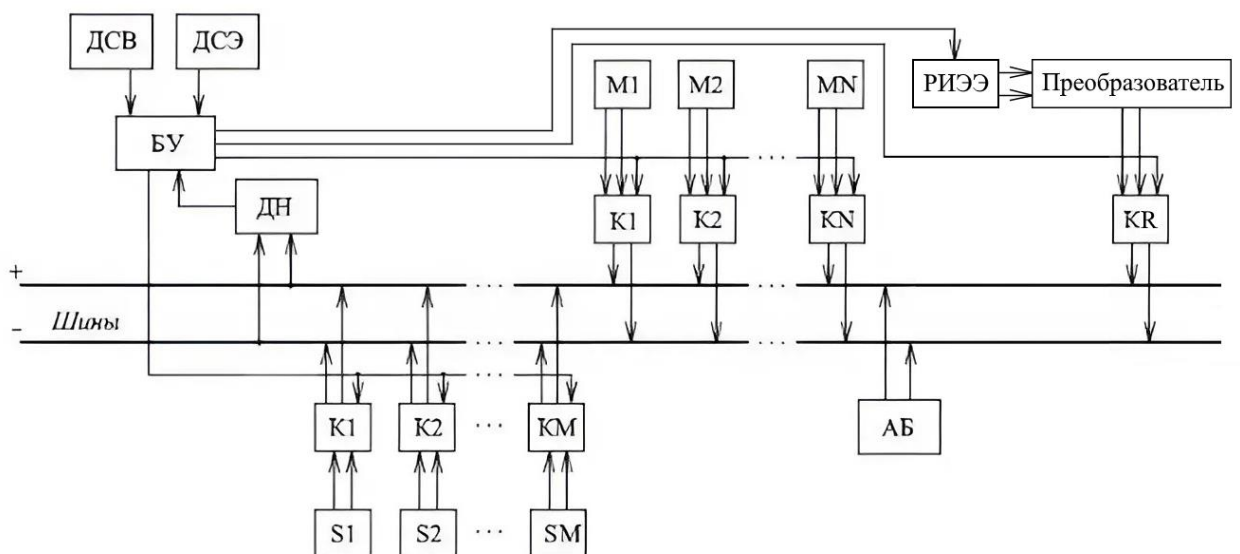 ДСВ ДСЭ
M1 M2 MN РИЭЭ Преобразователь
БУ
...
ДН K1 K2 KN KR
+ ... ...
– Шины
... ...
...
K1 K2 ... KM АБ
S1 S2 ... SM